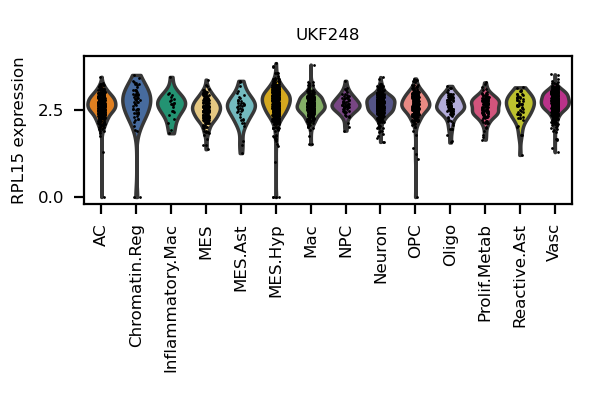 UKF248
RPL15 expression
2.5
0.0
AC
Chromatin.Reg
Inflammatory.Mac
MES
MES.Ast
MES.Hyp
Mac
NPC
Neuron
OPC
Oligo
Prolif.Metab
Reactive.Ast
Vasc